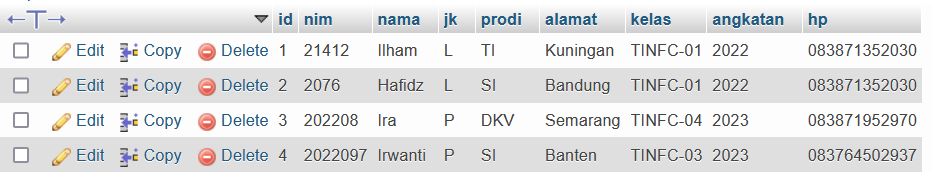 id nim nama jk prodi alamat kelas angkatan hp
Edit Copy Delete 1 21412 Ilham L TI Kuningan TINFC-01 2022 083871352030
Edit Copy Delete 2 2076 Hafidz L SI Bandung TINFC-01 2022 083871352030
Edit Copy Delete 3 202208 Ira P DKV Semarang TINFC-04 2023 083871952970
Edit Copy Delete 4 2022097 Irwanti P SI Banten TINFC-03 2023 083764502937